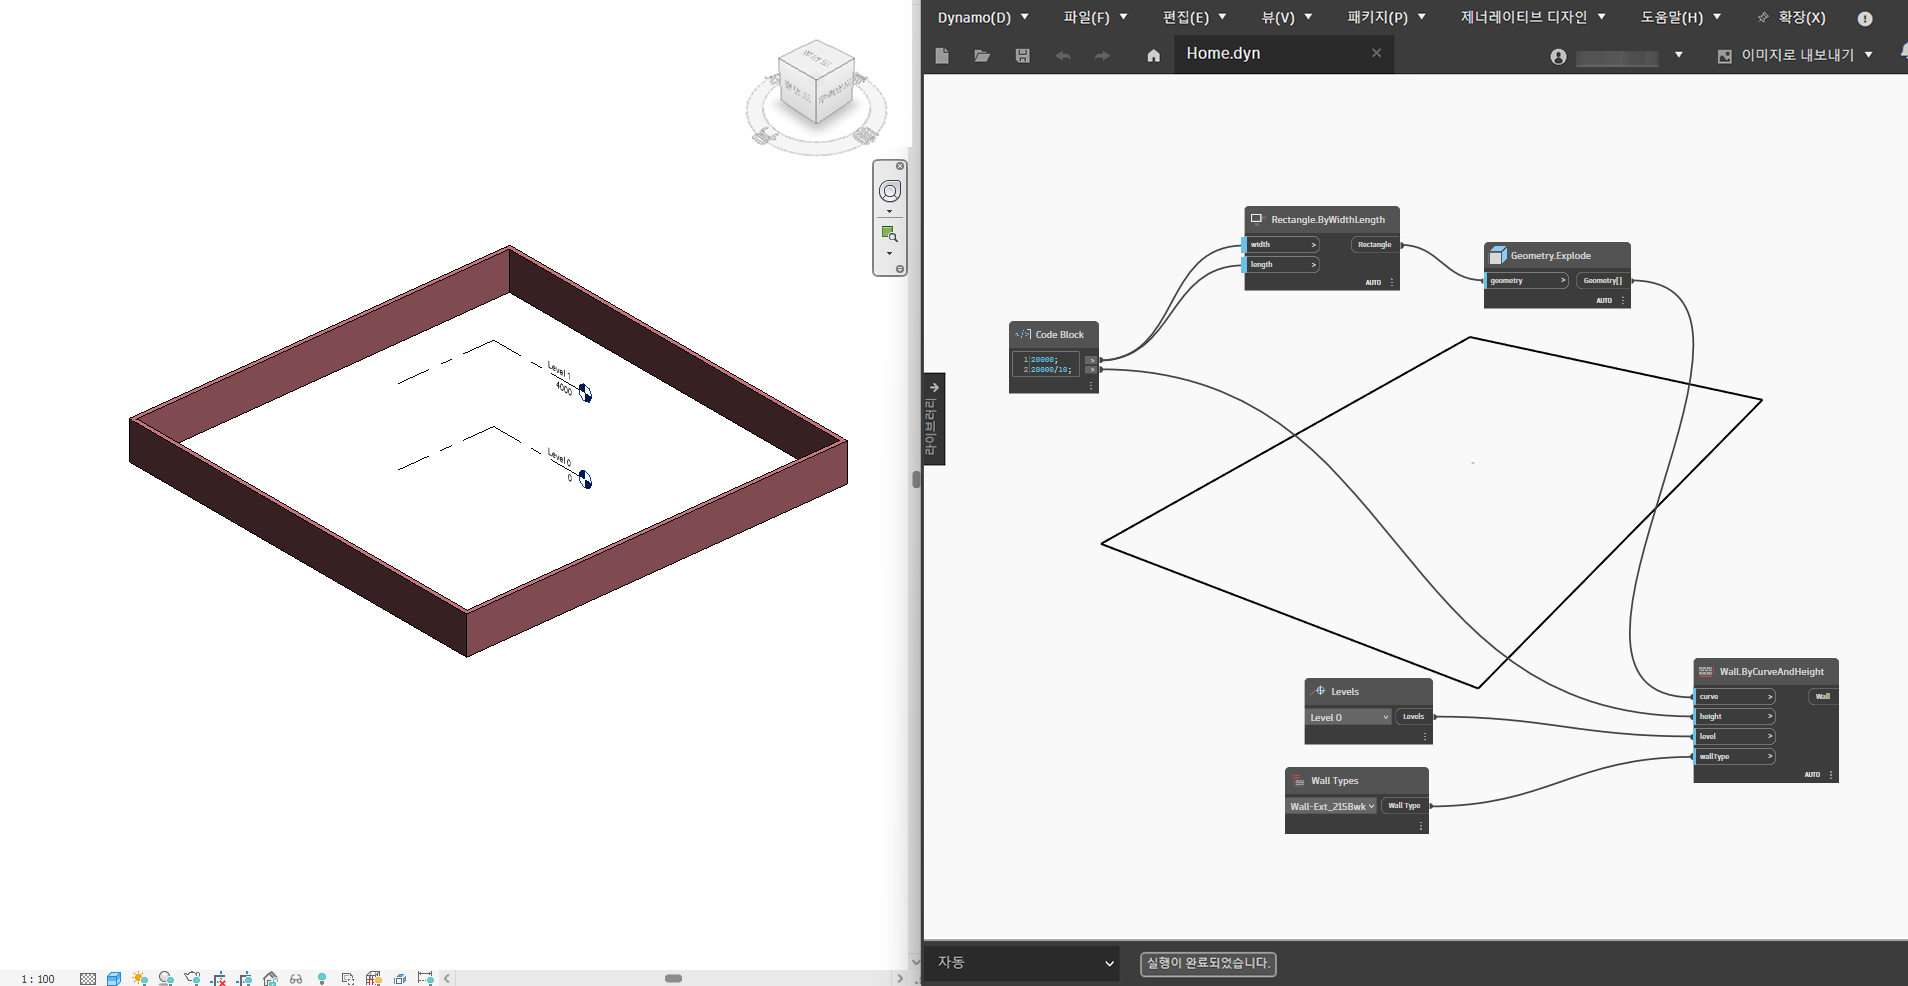 Dynamo(D)
파일(F)
편집(E)
뷰(V)
패키지(P)
제너레이티브 디자인
도움말(H)
확장(X)
Home.dyn
이미지로 내보내기
라이브러리
Rectangle.ByWidthLength
width >
Rectangle
length >
AUTO
Geometry.Explode
geometry >
Geometry[]
AUTO
Code Block
1 20000; >
2 20000/10; >
Level 1
4000
Level 0
0
Levels
Level 0
Levels
Wall Types
Wall-Ext_215Bwk
Wall Type
Wall.ByCurveAndHeight
curve >
Wall
height >
level >
wallType >
AUTO
1 : 100
자동
실행이 완료되었습니다.